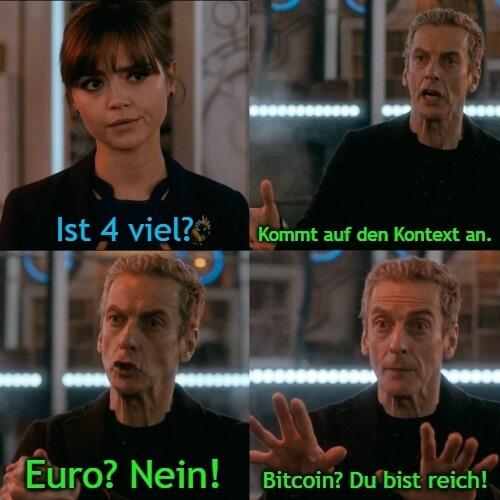 Ist 4 viel?
Kommt auf den Kontext an.
Euro? Nein!
Bitcoin? Du bist reich!